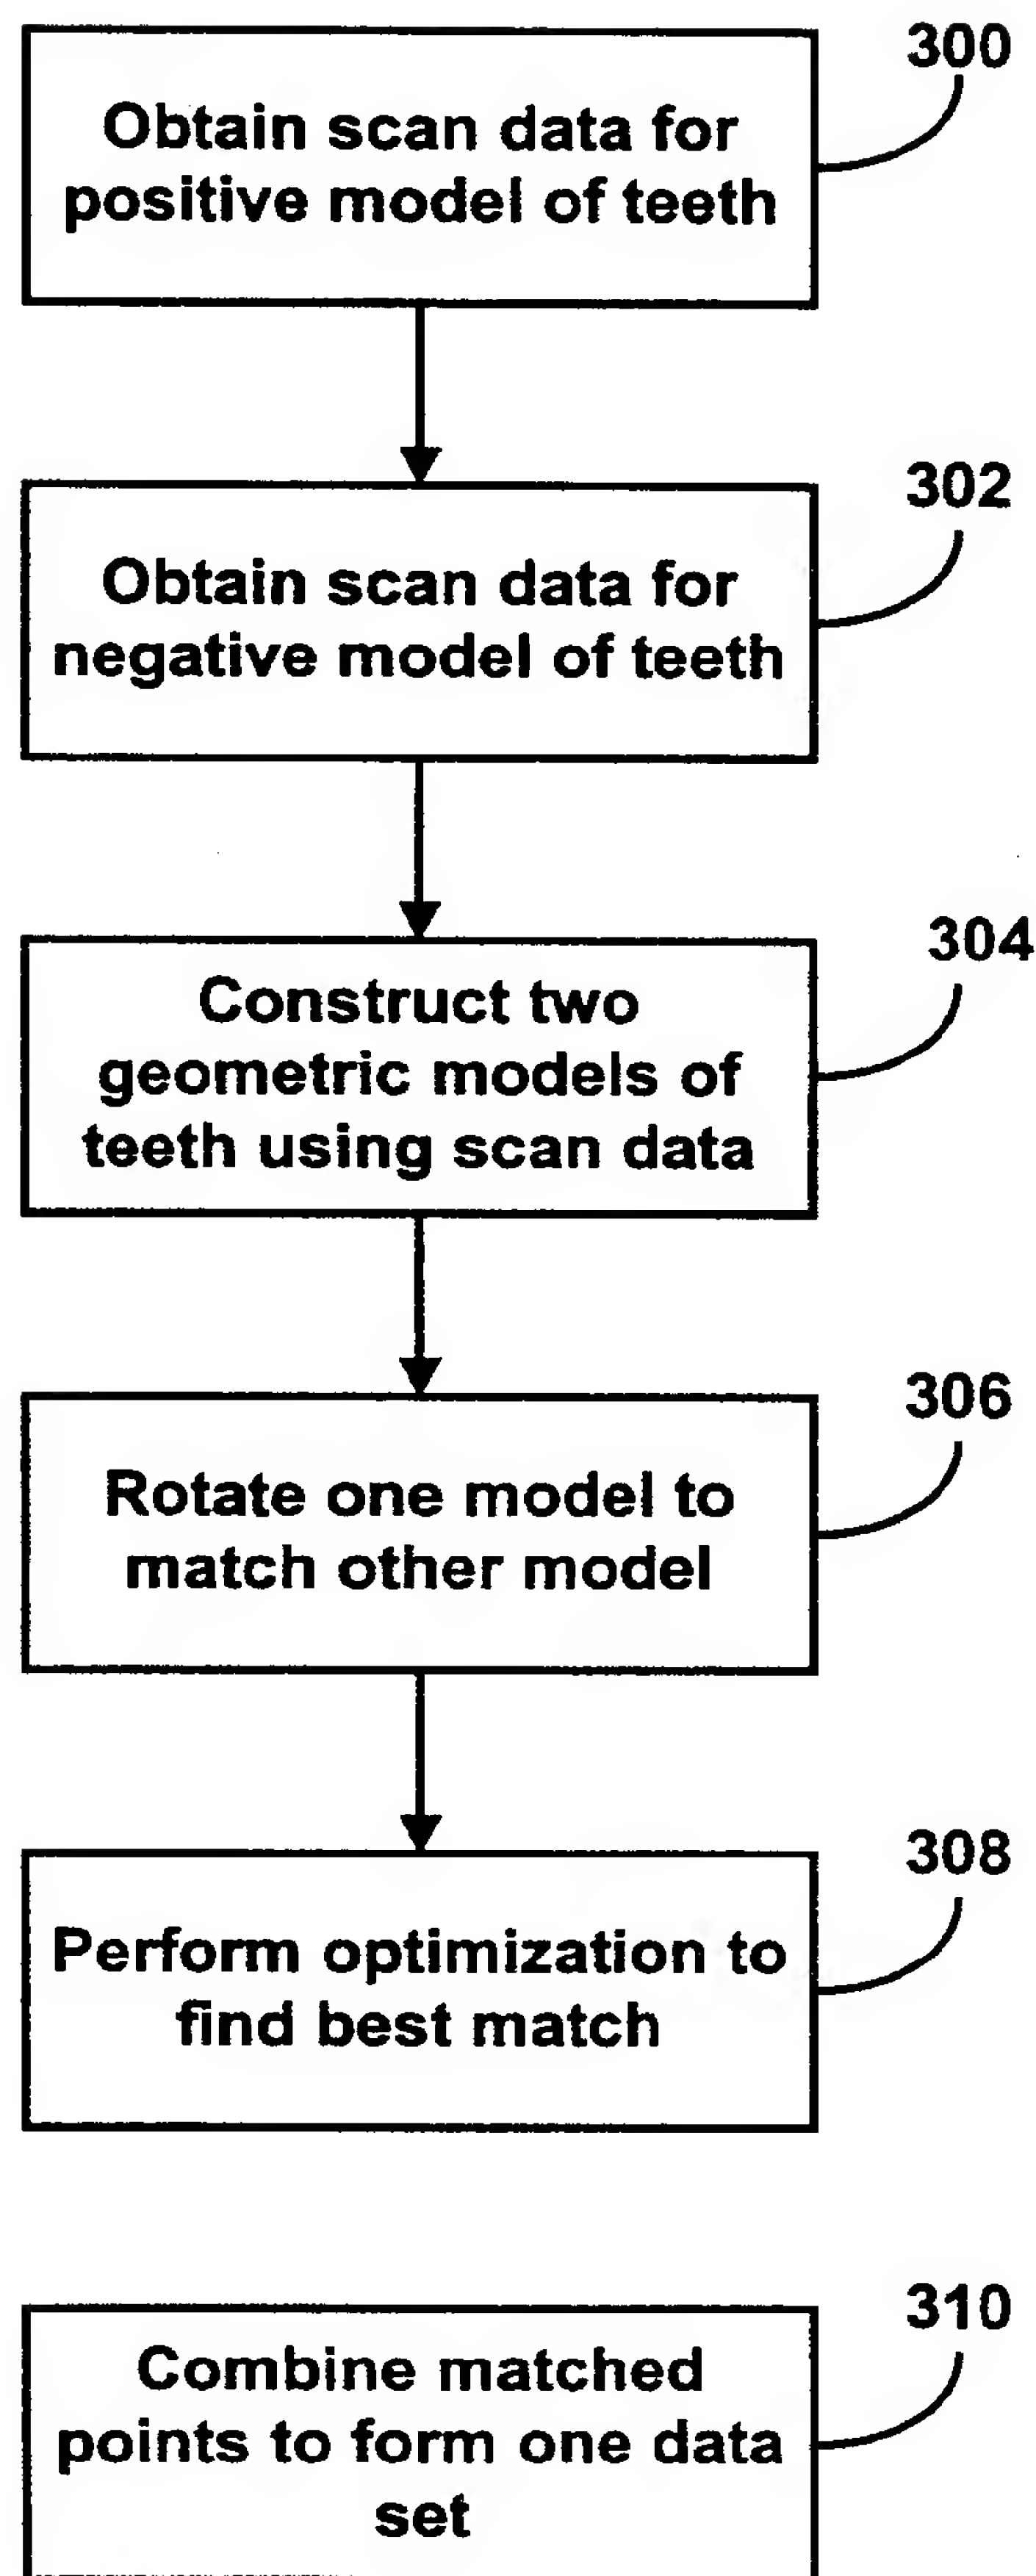 300
Obtain scan data for
positive model of teeth
302
Obtain scan data for
negative model of teeth
304
Construct two
geometric models of
teeth using scan data
306
Rotate one model to
match other model
308
Perform optimization to
find best match
310
Combine matched
points to form one data
set